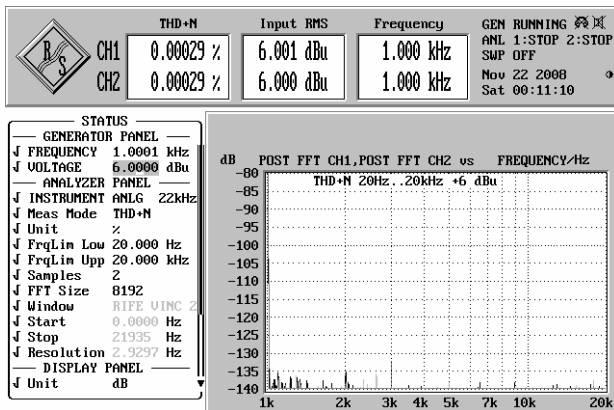 THD+N Input RMS Frequency
R S
CH1 0.00029 % 6.001 dBu 1.000 kHz
CH2 0.00029 % 6.000 dBu 1.000 kHz
GEN RUNNING
ANL 1:STOP 2:STOP
SWP OFF
Nov 22 2008
Sat 00:11:10
STATUS
GENERATOR PANEL
FREQUENCY 1.0001 kHz
VOLTAGE 6.0000 dBu
ANALYZER PANEL
INSTRUMENT ANLG 22kHz
Meas Mode THD+N
Unit %
FrqLim Low 20.000 Hz
FrqLim Upp 20.000 kHz
Samples 2
FFT Size 8192
Window RIFE VINC 2
Start 0.0000 Hz
Stop 21935 Hz
Resolution 2.9297 Hz
DISPLAY PANEL
Unit dB
dB POST FFT CH1,POST FFT CH2 vs FREQUENCY/Hz
THD+N 20Hz..20kHz +6 dBu
-80
-85
-90
-95
-100
-105
-110
-115
-120
-125
-130
-135
-140
1k 2k 3k 4k 5k 7k 10k 20k